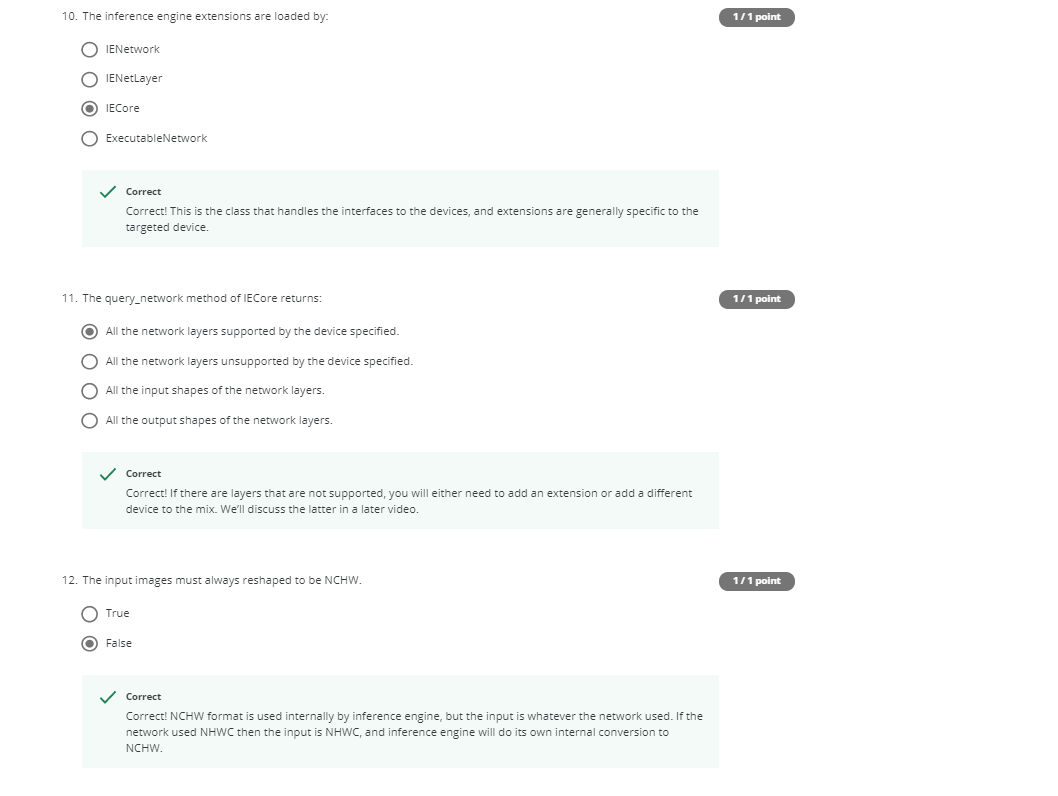 10. The inference engine extensions are loaded by:
1 / 1 point
IENetwork
IENetLayer
IECore
ExecutableNetwork
Correct
Correct! This is the class that handles the interfaces to the devices, and extensions are generally specific to the
targeted device.
11. The query_network method of IECore returns:
1 / 1 point
All the network layers supported by the device specified.
All the network layers unsupported by the device specified.
All the input shapes of the network layers.
All the output shapes of the network layers.
Correct
Correct! If there are layers that are not supported, you will either need to add an extension or add a different
device to the mix. We'll discuss the latter in a later video.
12. The input images must always reshaped to be NCHW.
1 / 1 point
True
False
Correct
Correct! NCHW format is used internally by inference engine, but the input is whatever the network used. If the
network used NHWC then the input is NHWC, and inference engine will do its own internal conversion to
NCHW.